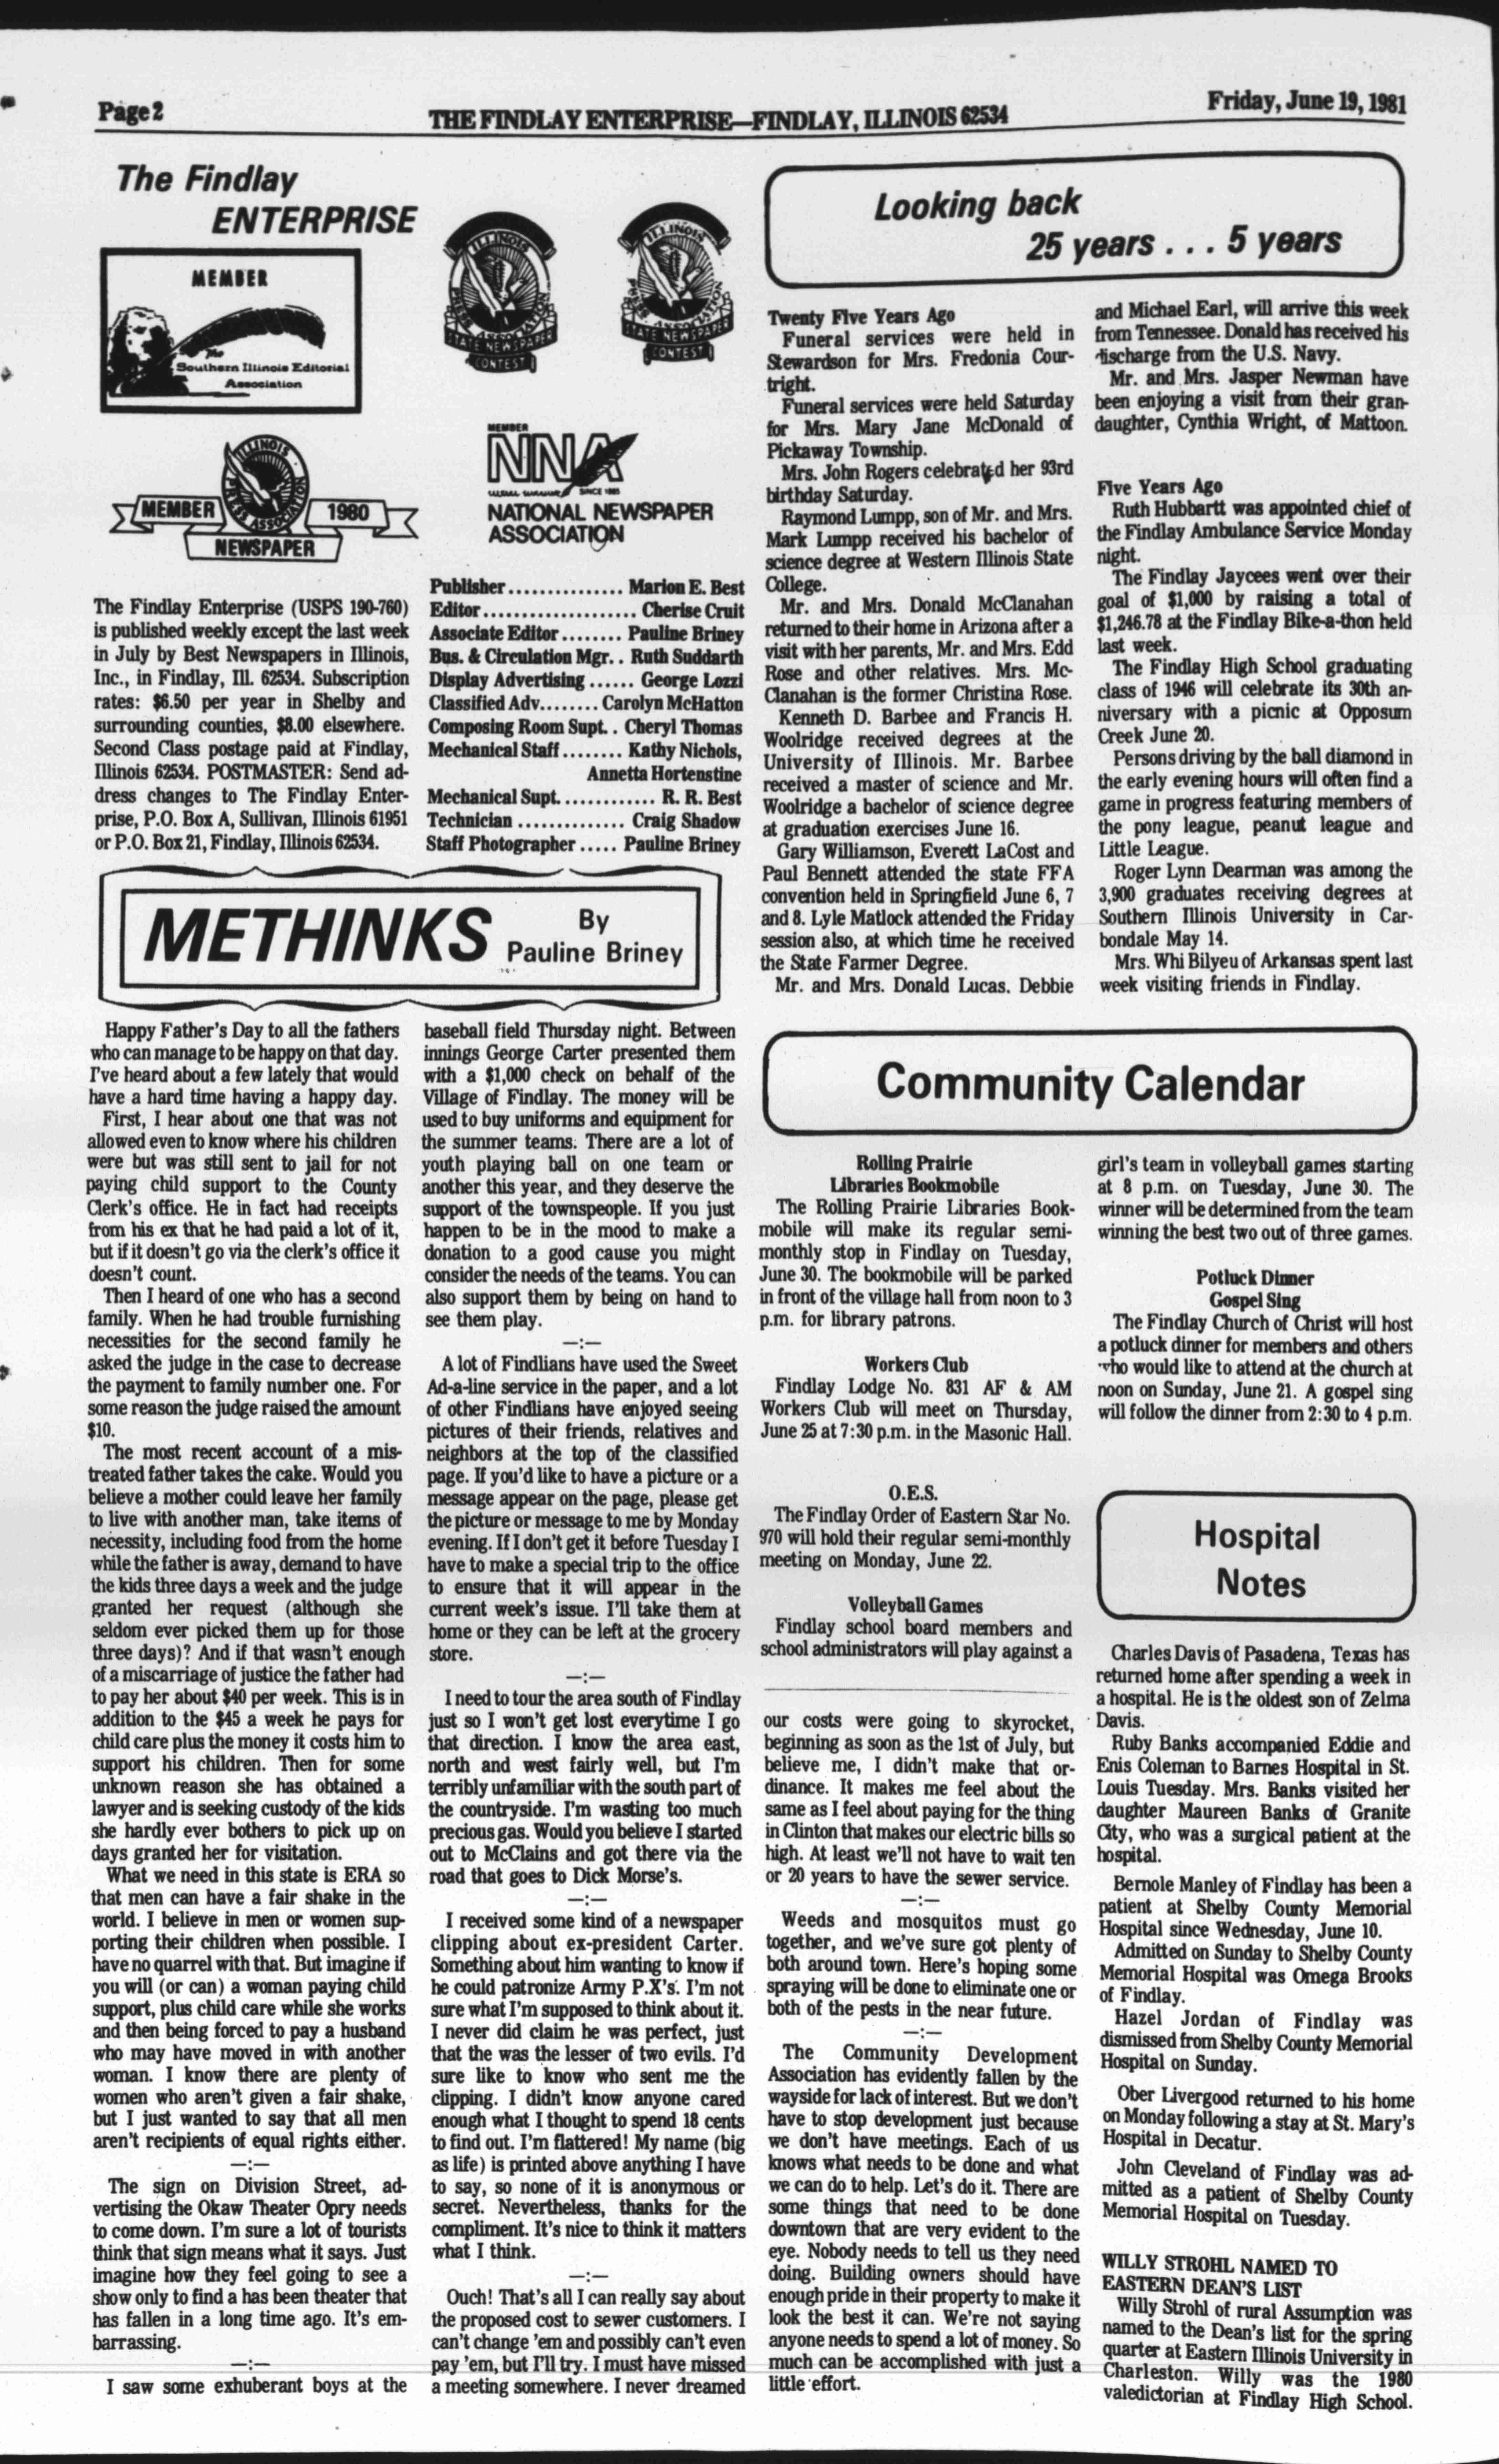 Page 2
THE FINDLAY ENTERPRISE—FINDLAY, ILLINOIS 62534
Friday, June 19, 1981
The Findlay
ENTERPRISE
MEMBER
The
Southern Illinois Editorial
Association
ILLINOIS
PRESS ASSOCIATION
STATE NEWSPAPER
CONTEST
ILLINOIS
PRESS ASSOCIATION
STATE NEWSPAPER
CONTEST
ILLINOIS
PRESS ASSOCIATION
MEMBER
1980
NEWSPAPER
MEMBER
NNA
SINCE 1885
NATIONAL NEWSPAPER
ASSOCIATION
The Findlay Enterprise (USPS 190-760)
is published weekly except the last week
in July by Best Newspapers in Illinois,
Inc., in Findlay, Ill. 62534. Subscription
rates: $6.50 per year in Shelby and
surrounding counties, $8.00 elsewhere.
Second Class postage paid at Findlay,
Illinois 62534. POSTMASTER: Send ad-
dress changes to The Findlay Enter-
prise, P.O. Box A, Sullivan, Illinois 61951
or P.O. Box 21, Findlay, Illinois 62534.
Publisher............... Marion E. Best
Editor.................... Cherise Cruit
Associate Editor........ Pauline Briney
Bus. & Circulation Mgr.. Ruth Suddarth
Display Advertising...... George Lozzi
Classified Adv........ Carolyn McHatton
Composing Room Supt.. Cheryl Thomas
Mechanical Staff........ Kathy Nichols,
Annetta Hortenstine
Mechanical Supt............. R. R. Best
Technician.............. Craig Shadow
Staff Photographer..... Pauline Briney
METHINKS
By
Pauline Briney
Happy Father's Day to all the fathers
who can manage to be happy on that day.
I've heard about a few lately that would
have a hard time having a happy day.
First, I hear about one that was not
allowed even to know where his children
were but was still sent to jail for not
paying child support to the County
Clerk's office. He in fact had receipts
from his ex that he had paid a lot of it,
but if it doesn't go via the clerk's office it
doesn't count.
Then I heard of one who has a second
family. When he had trouble furnishing
necessities for the second family he
asked the judge in the case to decrease
the payment to family number one. For
some reason the judge raised the amount
$10.
The most recent account of a mis-
treated father takes the cake. Would you
believe a mother could leave her family
to live with another man, take items of
necessity, including food from the home
while the father is away, demand to have
the kids three days a week and the judge
granted her request (although she
seldom ever picked them up for those
three days)? And if that wasn't enough
of a miscarriage of justice the father had
to pay her about $40 per week. This is in
addition to the $45 a week he pays for
child care plus the money it costs him to
support his children. Then for some
unknown reason she has obtained a
lawyer and is seeking custody of the kids
she hardly ever bothers to pick up on
days granted her for visitation.
What we need in this state is ERA so
that men can have a fair shake in the
world. I believe in men or women sup-
porting their children when possible. I
have no quarrel with that. But imagine if
you will (or can) a woman paying child
support, plus child care while she works
and then being forced to pay a husband
who may have moved in with another
woman. I know there are plenty of
women who aren't given a fair shake,
but I just wanted to say that all men
aren't recipients of equal rights either.
—:—
The sign on Division Street, ad-
vertising the Okaw Theater Opry needs
to come down. I'm sure a lot of tourists
think that sign means what it says. Just
imagine how they feel going to see a
show only to find a has been theater that
has fallen in a long time ago. It's em-
barrassing.
—:—
I saw some exhuberant boys at the
baseball field Thursday night. Between
innings George Carter presented them
with a $1,000 check on behalf of the
Village of Findlay. The money will be
used to buy uniforms and equipment for
the summer teams. There are a lot of
youth playing ball on one team or
another this year, and they deserve the
support of the townspeople. If you just
happen to be in the mood to make a
donation to a good cause you might
consider the needs of the teams. You can
also support them by being on hand to
see them play.
—:—
A lot of Findlians have used the Sweet
Ad-a-line service in the paper, and a lot
of other Findlians have enjoyed seeing
pictures of their friends, relatives and
neighbors at the top of the classified
page. If you'd like to have a picture or a
message appear on the page, please get
the picture or message to me by Monday
evening. If I don't get it before Tuesday I
have to make a special trip to the office
to ensure that it will appear in the
current week's issue. I'll take them at
home or they can be left at the grocery
store.
—:—
I need to tour the area south of Findlay
just so I won't get lost everytime I go
that direction. I know the area east,
north and west fairly well, but I'm
terribly unfamiliar with the south part of
the countryside. I'm wasting too much
precious gas. Would you believe I started
out to McClains and got there via the
road that goes to Dick Morse's.
—:—
I received some kind of a newspaper
clipping about ex-president Carter.
Something about him wanting to know if
he could patronize Army P.X's. I'm not
sure what I'm supposed to think about it.
I never did claim he was perfect, just
that the was the lesser of two evils. I'd
sure like to know who sent me the
clipping. I didn't know anyone cared
enough what I thought to spend 18 cents
to find out. I'm flattered! My name (big
as life) is printed above anything I have
to say, so none of it is anonymous or
secret. Nevertheless, thanks for the
compliment. It's nice to think it matters
what I think.
—:—
Ouch! That's all I can really say about
the proposed cost to sewer customers. I
can't change 'em and possibly can't even
pay 'em, but I'll try. I must have missed
a meeting somewhere. I never dreamed
our costs were going to skyrocket,
beginning as soon as the 1st of July, but
believe me, I didn't make that or-
dinance. It makes me feel about the
same as I feel about paying for the thing
in Clinton that makes our electric bills so
high. At least we'll not have to wait ten
or 20 years to have the sewer service.
—:—
Weeds and mosquitos must go
together, and we've sure got plenty of
both around town. Here's hoping some
spraying will be done to eliminate one or
both of the pests in the near future.
—:—
The Community Development
Association has evidently fallen by the
wayside for lack of interest. But we don't
have to stop development just because
we don't have meetings. Each of us
knows what needs to be done and what
we can do to help. Let's do it. There are
some things that need to be done
downtown that are very evident to the
eye. Nobody needs to tell us they need
doing. Building owners should have
enough pride in their property to make it
look the best it can. We're not saying
anyone needs to spend a lot of money. So
much can be accomplished with just a
little effort.
Looking back
25 years . . . 5 years
Twenty Five Years Ago
Funeral services were held in
Stewardson for Mrs. Fredonia Cour-
tright.
Funeral services were held Saturday
for Mrs. Mary Jane McDonald of
Pickaway Township.
Mrs. John Rogers celebrated her 93rd
birthday Saturday.
Raymond Lumpp, son of Mr. and Mrs.
Mark Lumpp received his bachelor of
science degree at Western Illinois State
College.
Mr. and Mrs. Donald McClanahan
returned to their home in Arizona after a
visit with her parents, Mr. and Mrs. Edd
Rose and other relatives. Mrs. Mc-
Clanahan is the former Christina Rose.
Kenneth D. Barbee and Francis H.
Woolridge received degrees at the
University of Illinois. Mr. Barbee
received a master of science and Mr.
Woolridge a bachelor of science degree
at graduation exercises June 16.
Gary Williamson, Everett LaCost and
Paul Bennett attended the state FFA
convention held in Springfield June 6, 7
and 8. Lyle Matlock attended the Friday
session also, at which time he received
the State Farmer Degree.
Mr. and Mrs. Donald Lucas, Debbie
and Michael Earl, will arrive this week
from Tennessee. Donald has received his
discharge from the U.S. Navy.
Mr. and Mrs. Jasper Newman have
been enjoying a visit from their gran-
daughter, Cynthia Wright, of Mattoon.
Five Years Ago
Ruth Hubbartt was appointed chief of
the Findlay Ambulance Service Monday
night.
The Findlay Jaycees went over their
goal of $1,000 by raising a total of
$1,246.78 at the Findlay Bike-a-thon held
last week.
The Findlay High School graduating
class of 1946 will celebrate its 30th an-
niversary with a picnic at Opposum
Creek June 20.
Persons driving by the ball diamond in
the early evening hours will often find a
game in progress featuring members of
the pony league, peanut league and
Little League.
Roger Lynn Dearman was among the
3,900 graduates receiving degrees at
Southern Illinois University in Car-
bondale May 14.
Mrs. Whi Bilyeu of Arkansas spent last
week visiting friends in Findlay.
Community Calendar
Rolling Prairie
Libraries Bookmobile
The Rolling Prairie Libraries Book-
mobile will make its regular semi-
monthly stop in Findlay on Tuesday,
June 30. The bookmobile will be parked
in front of the village hall from noon to 3
p.m. for library patrons.
Workers Club
Findlay Lodge No. 831 AF & AM
Workers Club will meet on Thursday,
June 25 at 7:30 p.m. in the Masonic Hall.
O.E.S.
The Findlay Order of Eastern Star No.
970 will hold their regular semi-monthly
meeting on Monday, June 22.
Volleyball Games
Findlay school board members and
school administrators will play against a
girl's team in volleyball games starting
at 8 p.m. on Tuesday, June 30. The
winner will be determined from the team
winning the best two out of three games.
Potluck Dinner
Gospel Sing
The Findlay Church of Christ will host
a potluck dinner for members and others
who would like to attend at the church at
noon on Sunday, June 21. A gospel sing
will follow the dinner from 2:30 to 4 p.m.
Hospital
Notes
Charles Davis of Pasadena, Texas has
returned home after spending a week in
a hospital. He is the oldest son of Zelma
Davis.
Ruby Banks accompanied Eddie and
Enis Coleman to Barnes Hospital in St.
Louis Tuesday. Mrs. Banks visited her
daughter Maureen Banks of Granite
City, who was a surgical patient at the
hospital.
Bernole Manley of Findlay has been a
patient at Shelby County Memorial
Hospital since Wednesday, June 10.
Admitted on Sunday to Shelby County
Memorial Hospital was Omega Brooks
of Findlay.
Hazel Jordan of Findlay was
dismissed from Shelby County Memorial
Hospital on Sunday.
Ober Livergood returned to his home
on Monday following a stay at St. Mary's
Hospital in Decatur.
John Cleveland of Findlay was ad-
mitted as a patient of Shelby County
Memorial Hospital on Tuesday.
WILLY STROHL NAMED TO
EASTERN DEAN'S LIST
Willy Strohl of rural Assumption was
named to the Dean's list for the spring
quarter at Eastern Illinois University in
Charleston. Willy was the 1980
valedictorian at Findlay High School.